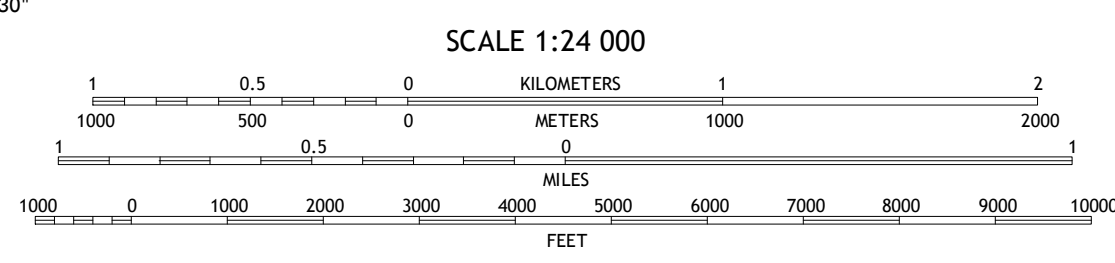 30"
SCALE 1:24 000
1 0.5 0 KILOMETERS 1 2
1000 500 0 METERS 1000 2000
1 0.5 0 1
MILES
1000 0 1000 2000 3000 4000 5000 6000 7000 8000 9000 10000
FEET